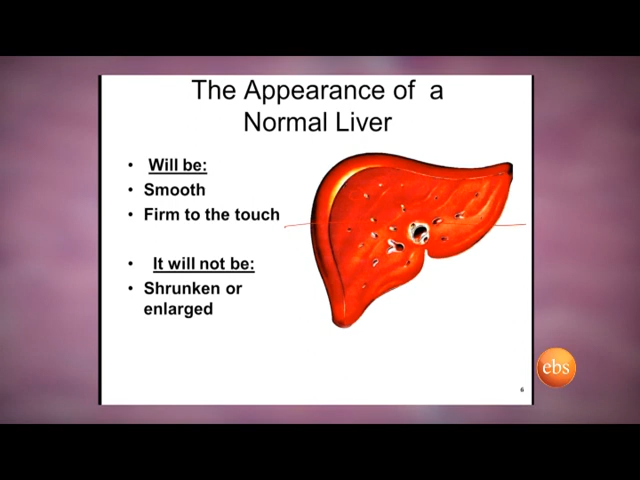 The Appearance of a
Normal Liver
• Will be:
• Smooth
• Firm to the touch
• It will not be:
• Shrunken or
enlarged
ebs
6